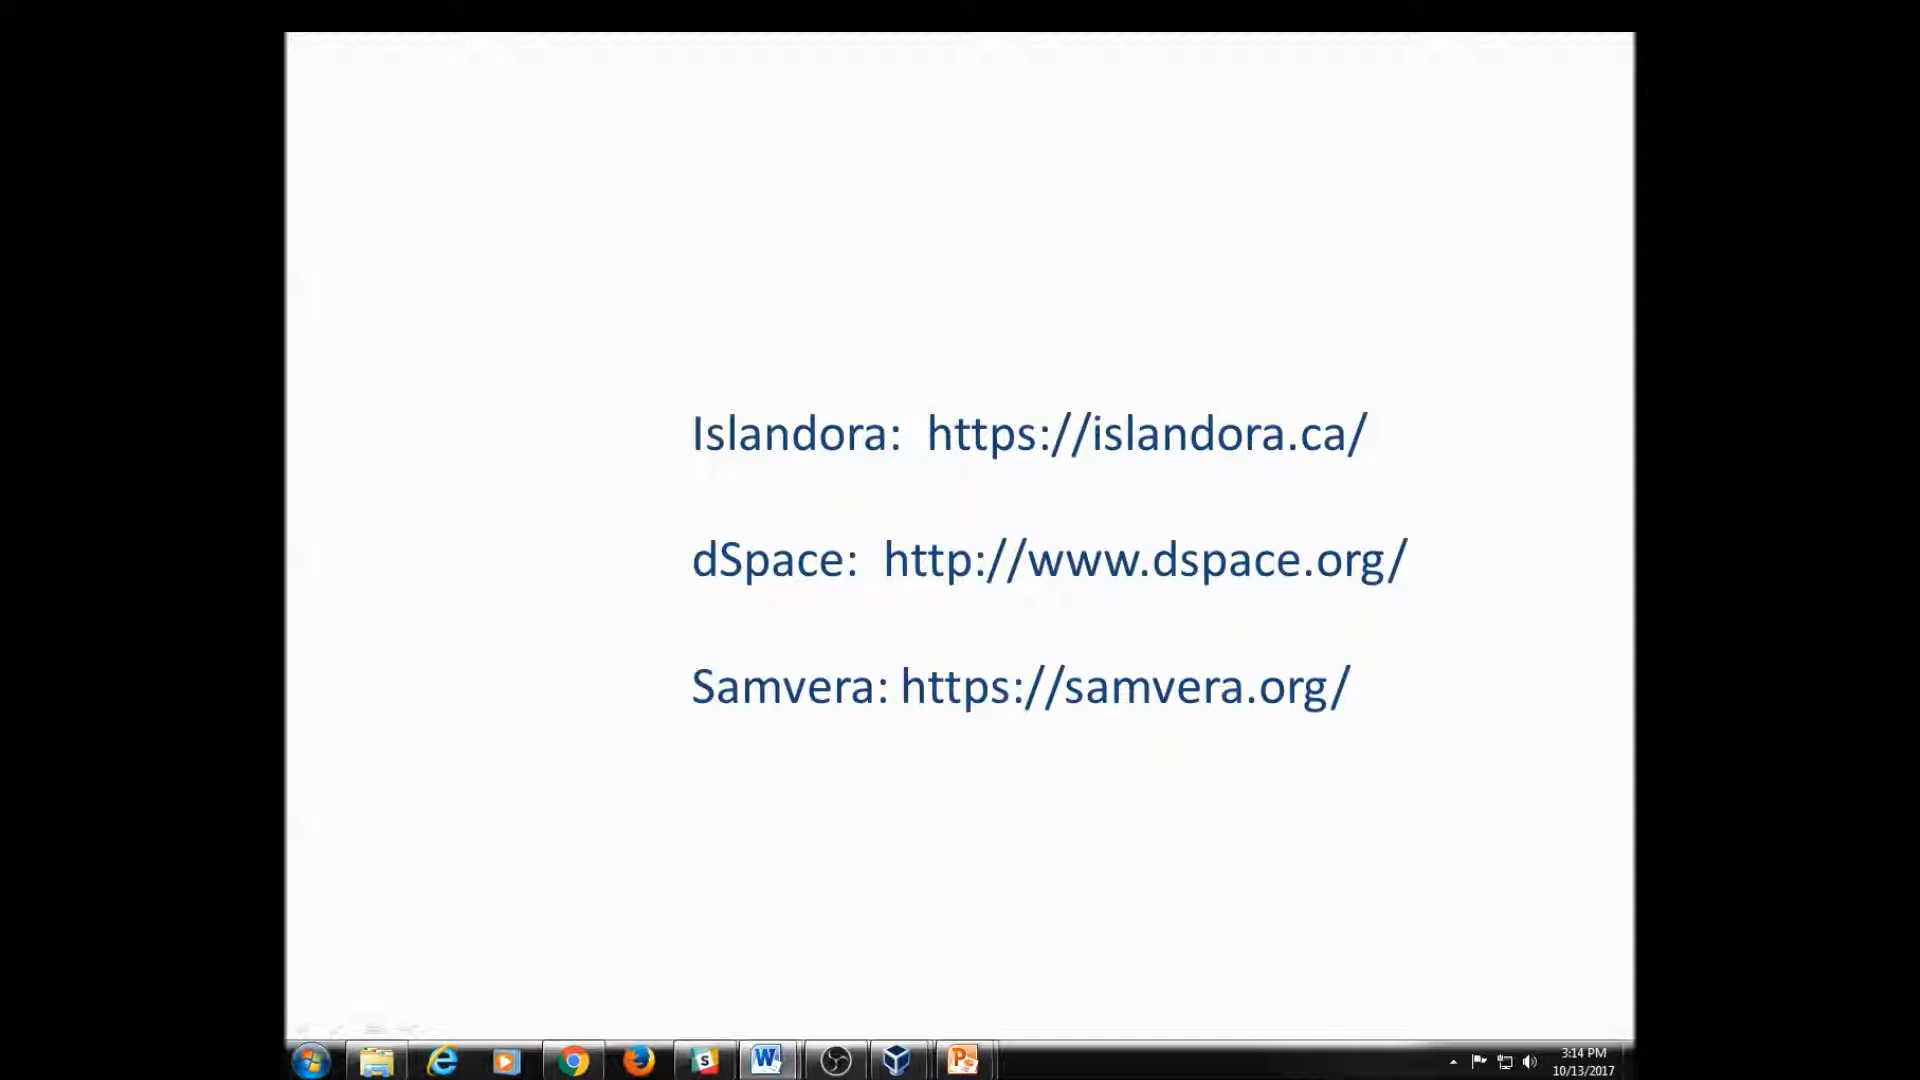 Islandora:  https://islandora.ca/
dSpace:  http://www.dspace.org/
Samvera: https://samvera.org/
3:14 PM
10/13/2017